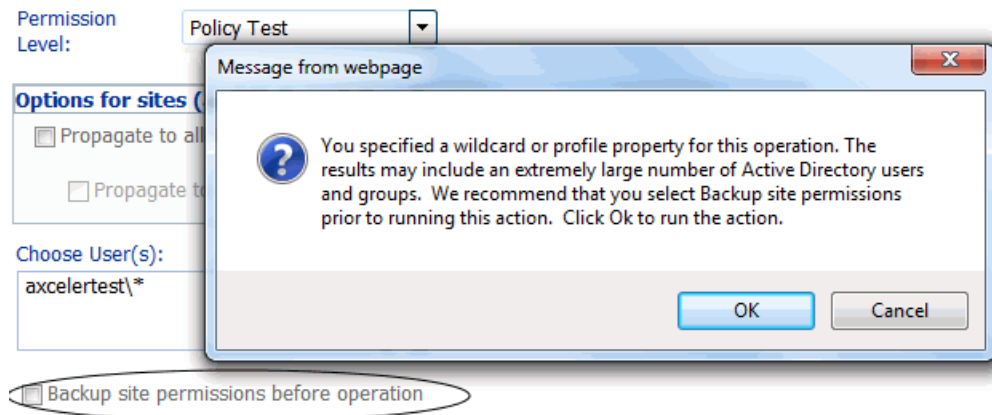 Permission
Level:
Policy Test
Message from webpage
Options for sites (
Propagate to all
Propagate
You specified a wildcard or profile property for this operation. The
results may include an extremely large number of Active Directory users
and groups. We recommend that you select Backup site permissions
prior to running this action. Click Ok to run the action.
Choose User(s):
axcelertest\*
OK
Cancel
Backup site permissions before operation